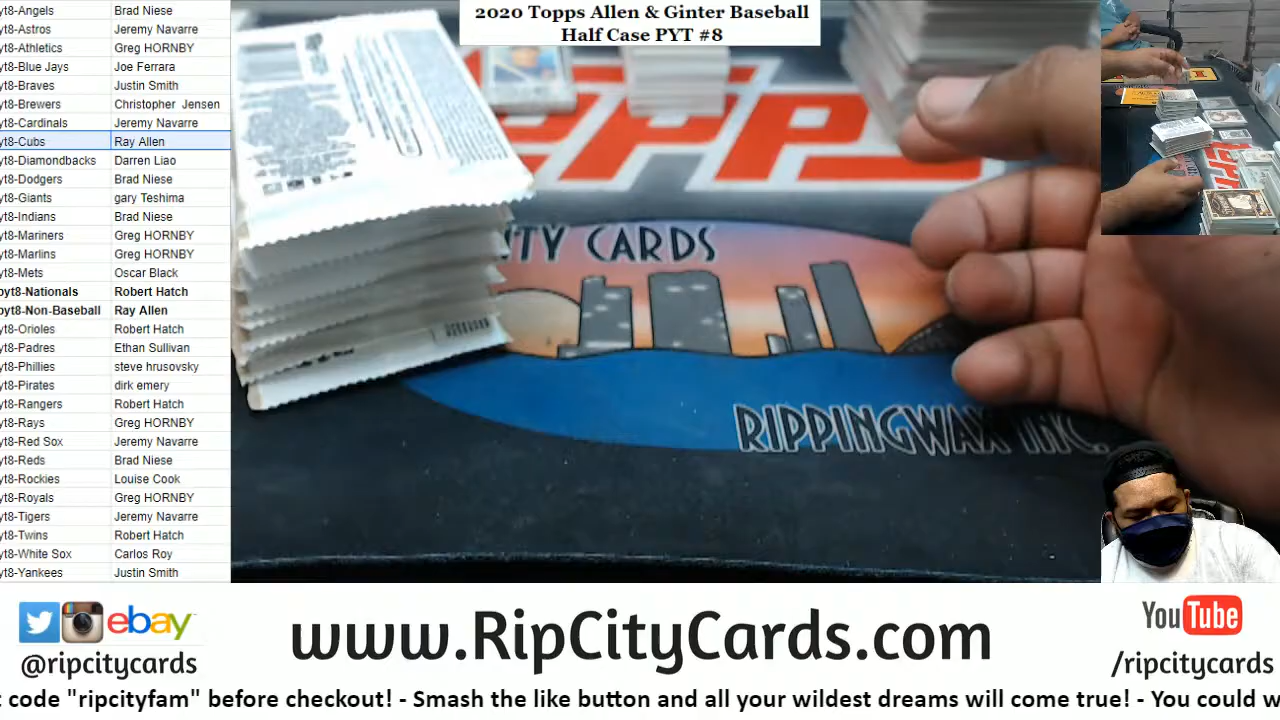 yt8-Angels Brad Niese
yt8-Astros Jeremy Navarre
yt8-Athletics Greg HORNBY
yt8-Blue Jays Joe Ferrara
yt8-Braves Justin Smith
yt8-Brewers Christopher Jensen
yt8-Cardinals Jeremy Navarre
yt8-Cubs Ray Allen
yt8-Diamondbacks Darren Liao
yt8-Dodgers Brad Niese
yt8-Giants gary Teshima
yt8-Indians Brad Niese
yt8-Mariners Greg HORNBY
yt8-Marlins Greg HORNBY
yt8-Mets Oscar Black
pyt8-Nationals Robert Hatch
pyt8-Non-Baseball Ray Allen
yt8-Orioles Robert Hatch
yt8-Padres Ethan Sullivan
yt8-Phillies steve hrusovsky
yt8-Pirates dirk emery
yt8-Rangers Robert Hatch
yt8-Rays Greg HORNBY
yt8-Red Sox Jeremy Navarre
yt8-Reds Brad Niese
yt8-Rockies Louise Cook
yt8-Royals Greg HORNBY
yt8-Tigers Jeremy Navarre
yt8-Twins Robert Hatch
yt8-White Sox Carlos Roy
yt8-Yankees Justin Smith
2020 Topps Allen & Ginter Baseball
Half Case PYT #8
ITY CARDS
RIPPINGWAX INC.
ebay
@ripcitycards
www.RipCityCards.com
YouTube
/ripcitycards
t code "ripcityfam" before checkout! - Smash the like button and all your wildest dreams will come true! - You could w